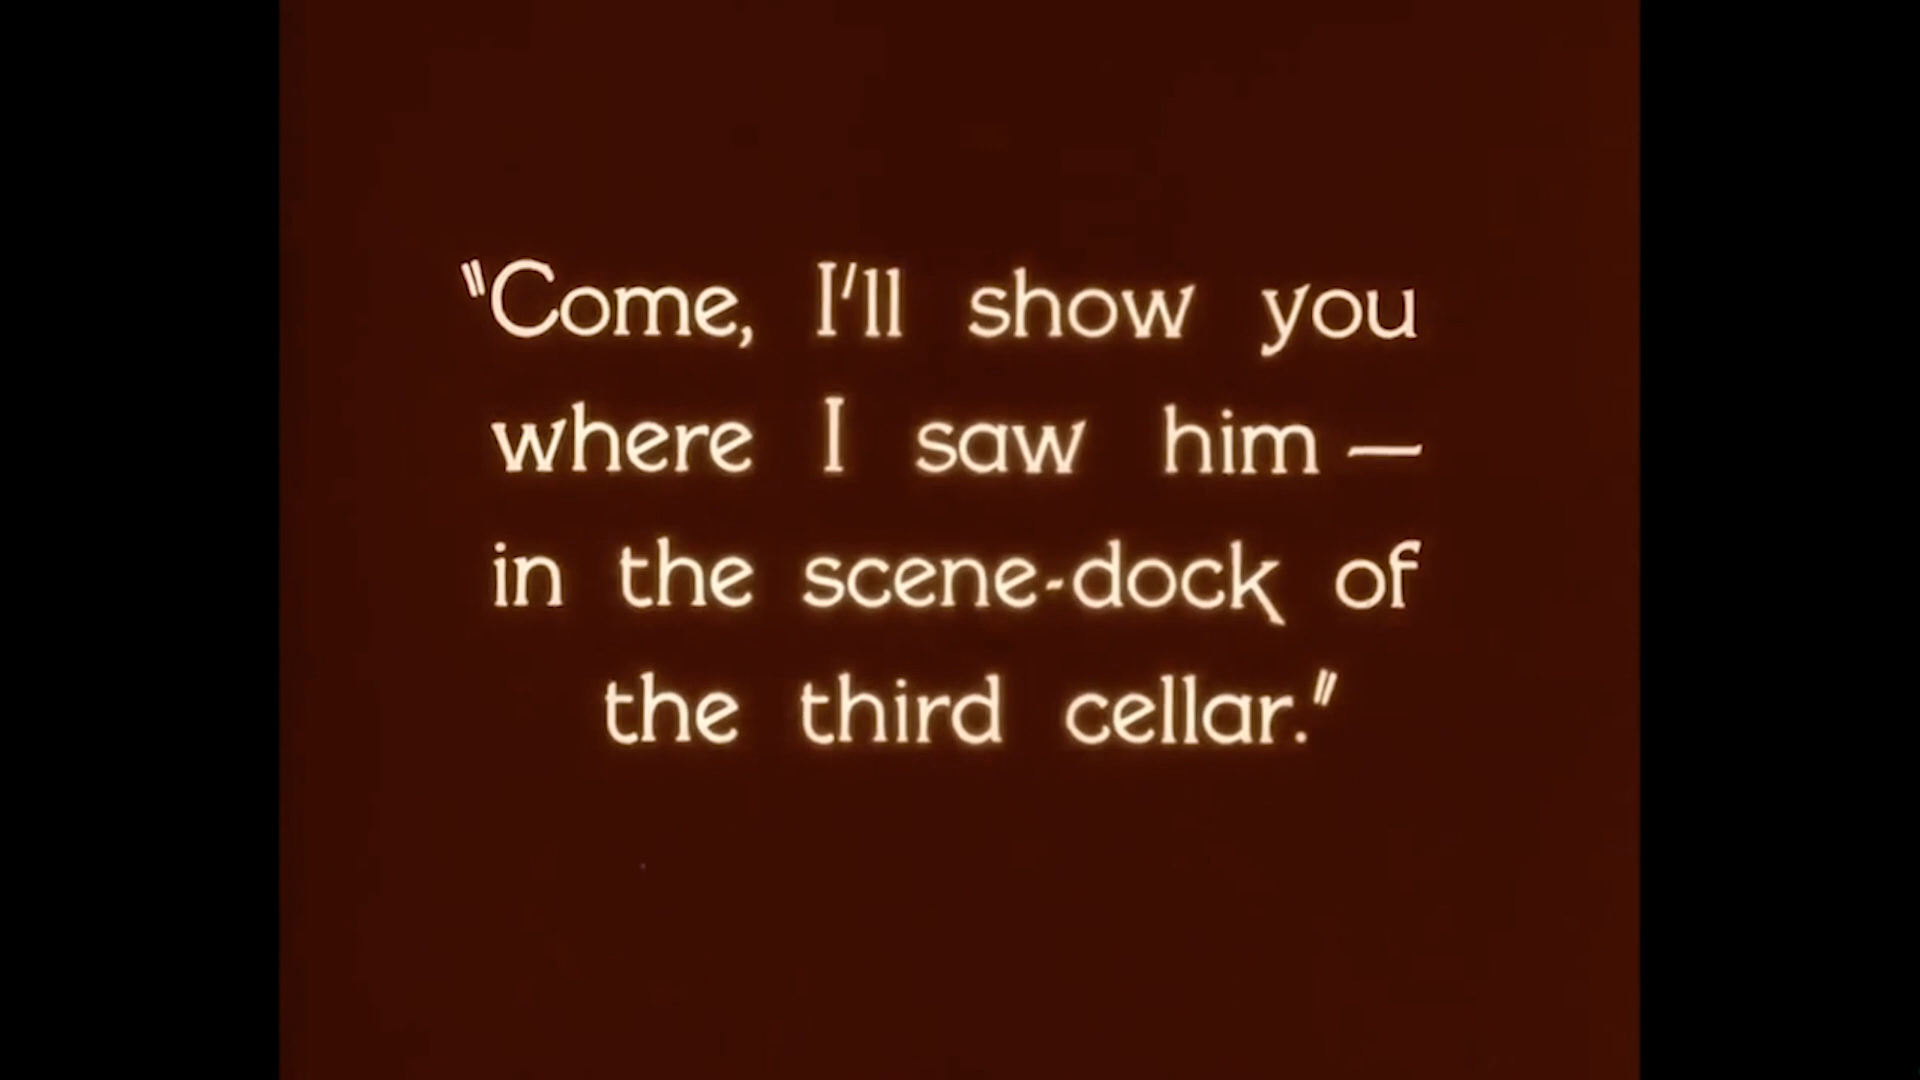 "Come, I'll show you
where I saw him —
in the scene-dock of
the third cellar."